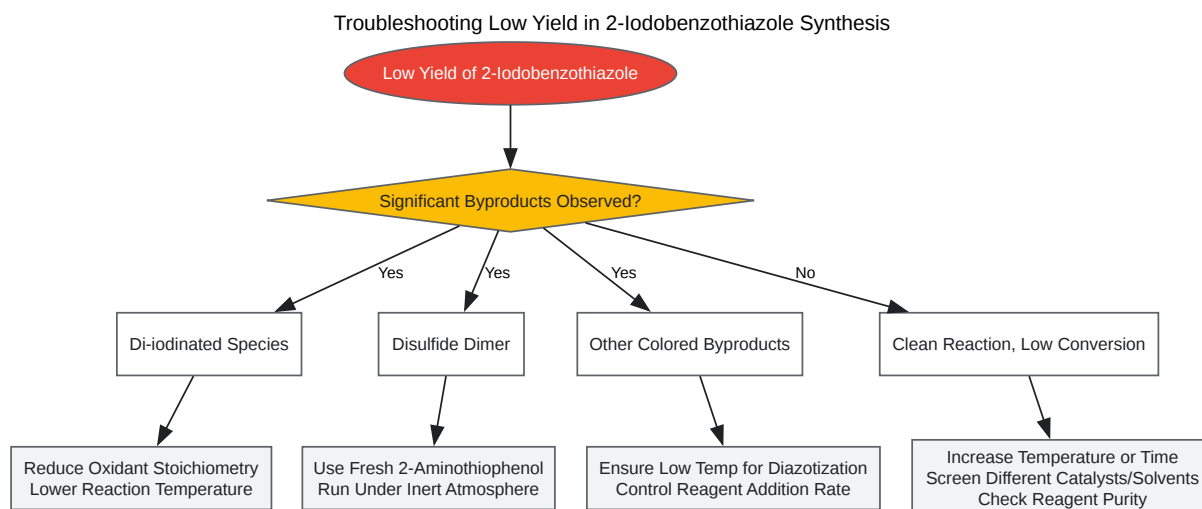 Troubleshooting Low Yield in 2-Iodobenzothiazole Synthesis
Low Yield of 2-Iodobenzothiazole
Significant Byproducts Observed?
Yes
Yes
Yes
No
Di-iodinated Species
Disulfide Dimer
Other Colored Byproducts
Clean Reaction, Low Conversion
Reduce Oxidant Stoichiometry
Lower Reaction Temperature
Use Fresh 2-Aminothiophenol
Run Under Inert Atmosphere
Ensure Low Temp for Diazotization
Control Reagent Addition Rate
Increase Temperature or Time
Screen Different Catalysts/Solvents
Check Reagent Purity